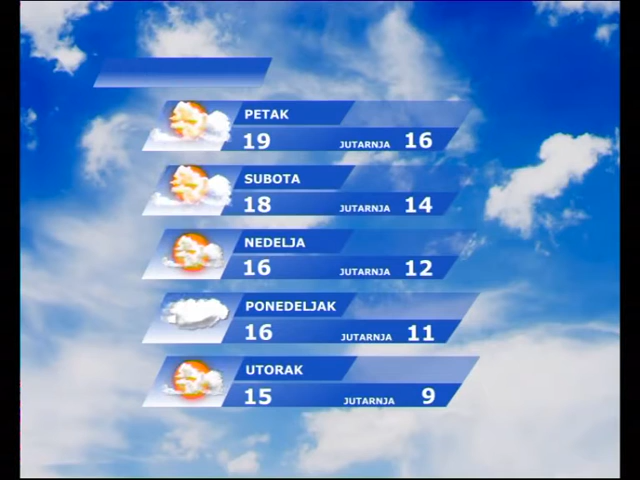 PETAK
19 JUTARNJA 16
SUBOTA
18 JUTARNJA 14
NEDELJA
16 JUTARNJA 12
PONEDELJAK
16 JUTARNJA 11
UTORAK
15 JUTARNJA 9